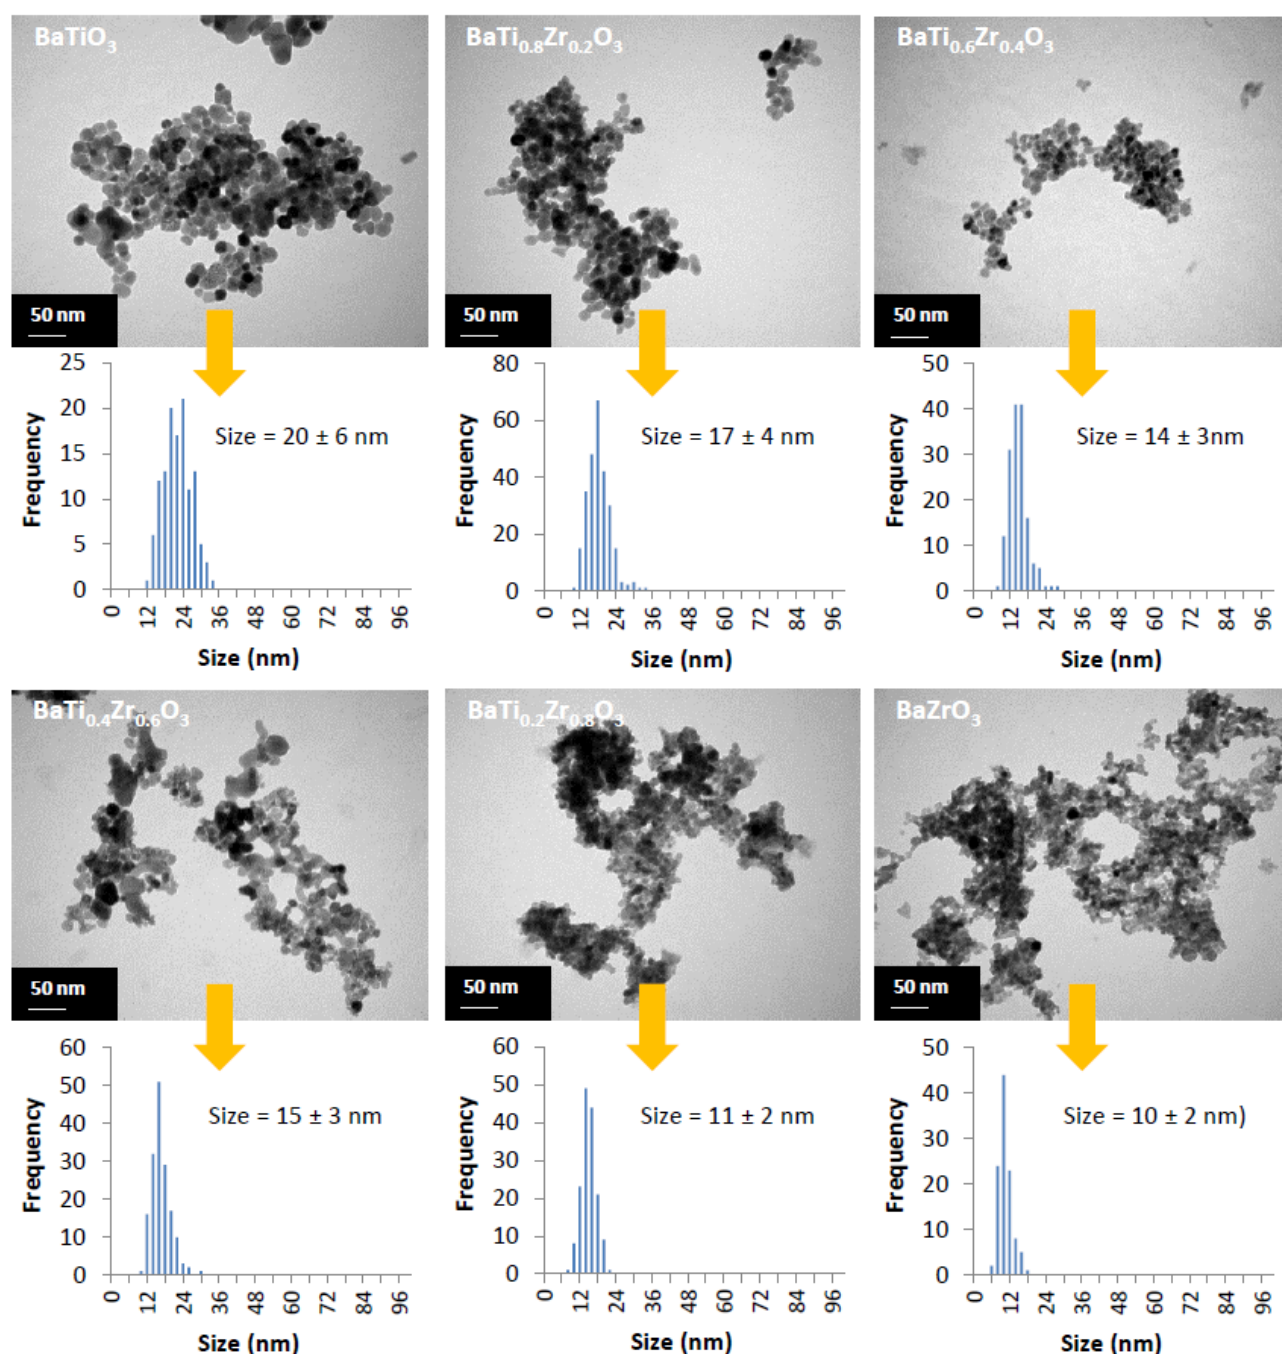 BaTiO3
BaTi0.8Zr0.2O3
BaTi0.6Zr0.4O3
50 nm
50 nm
50 nm
25
20
15
10
5
0
Frequency
Size = 20 ± 6 nm
0 12 24 36 48 60 72 84 96
Size (nm)
80
60
40
20
0
Frequency
Size = 17 ± 4 nm
0 12 24 36 48 60 72 84 96
Size (nm)
50
40
30
20
10
0
Frequency
Size = 14 ± 3nm
0 12 24 36 48 60 72 84 96
Size (nm)
BaTi0.4Zr0.6O3
BaTi0.2Zr0.8O3
BaZrO3
50 nm
50 nm
50 nm
60
50
40
30
20
10
0
Frequency
Size = 15 ± 3 nm
0 12 24 36 48 60 72 84 96
Size (nm)
60
50
40
30
20
10
0
Frequency
Size = 11 ± 2 nm
0 12 24 36 48 60 72 84 96
Size (nm)
50
40
30
20
10
0
Frequency
Size = 10 ± 2 nm)
0 12 24 36 48 60 72 84 96
Size (nm)